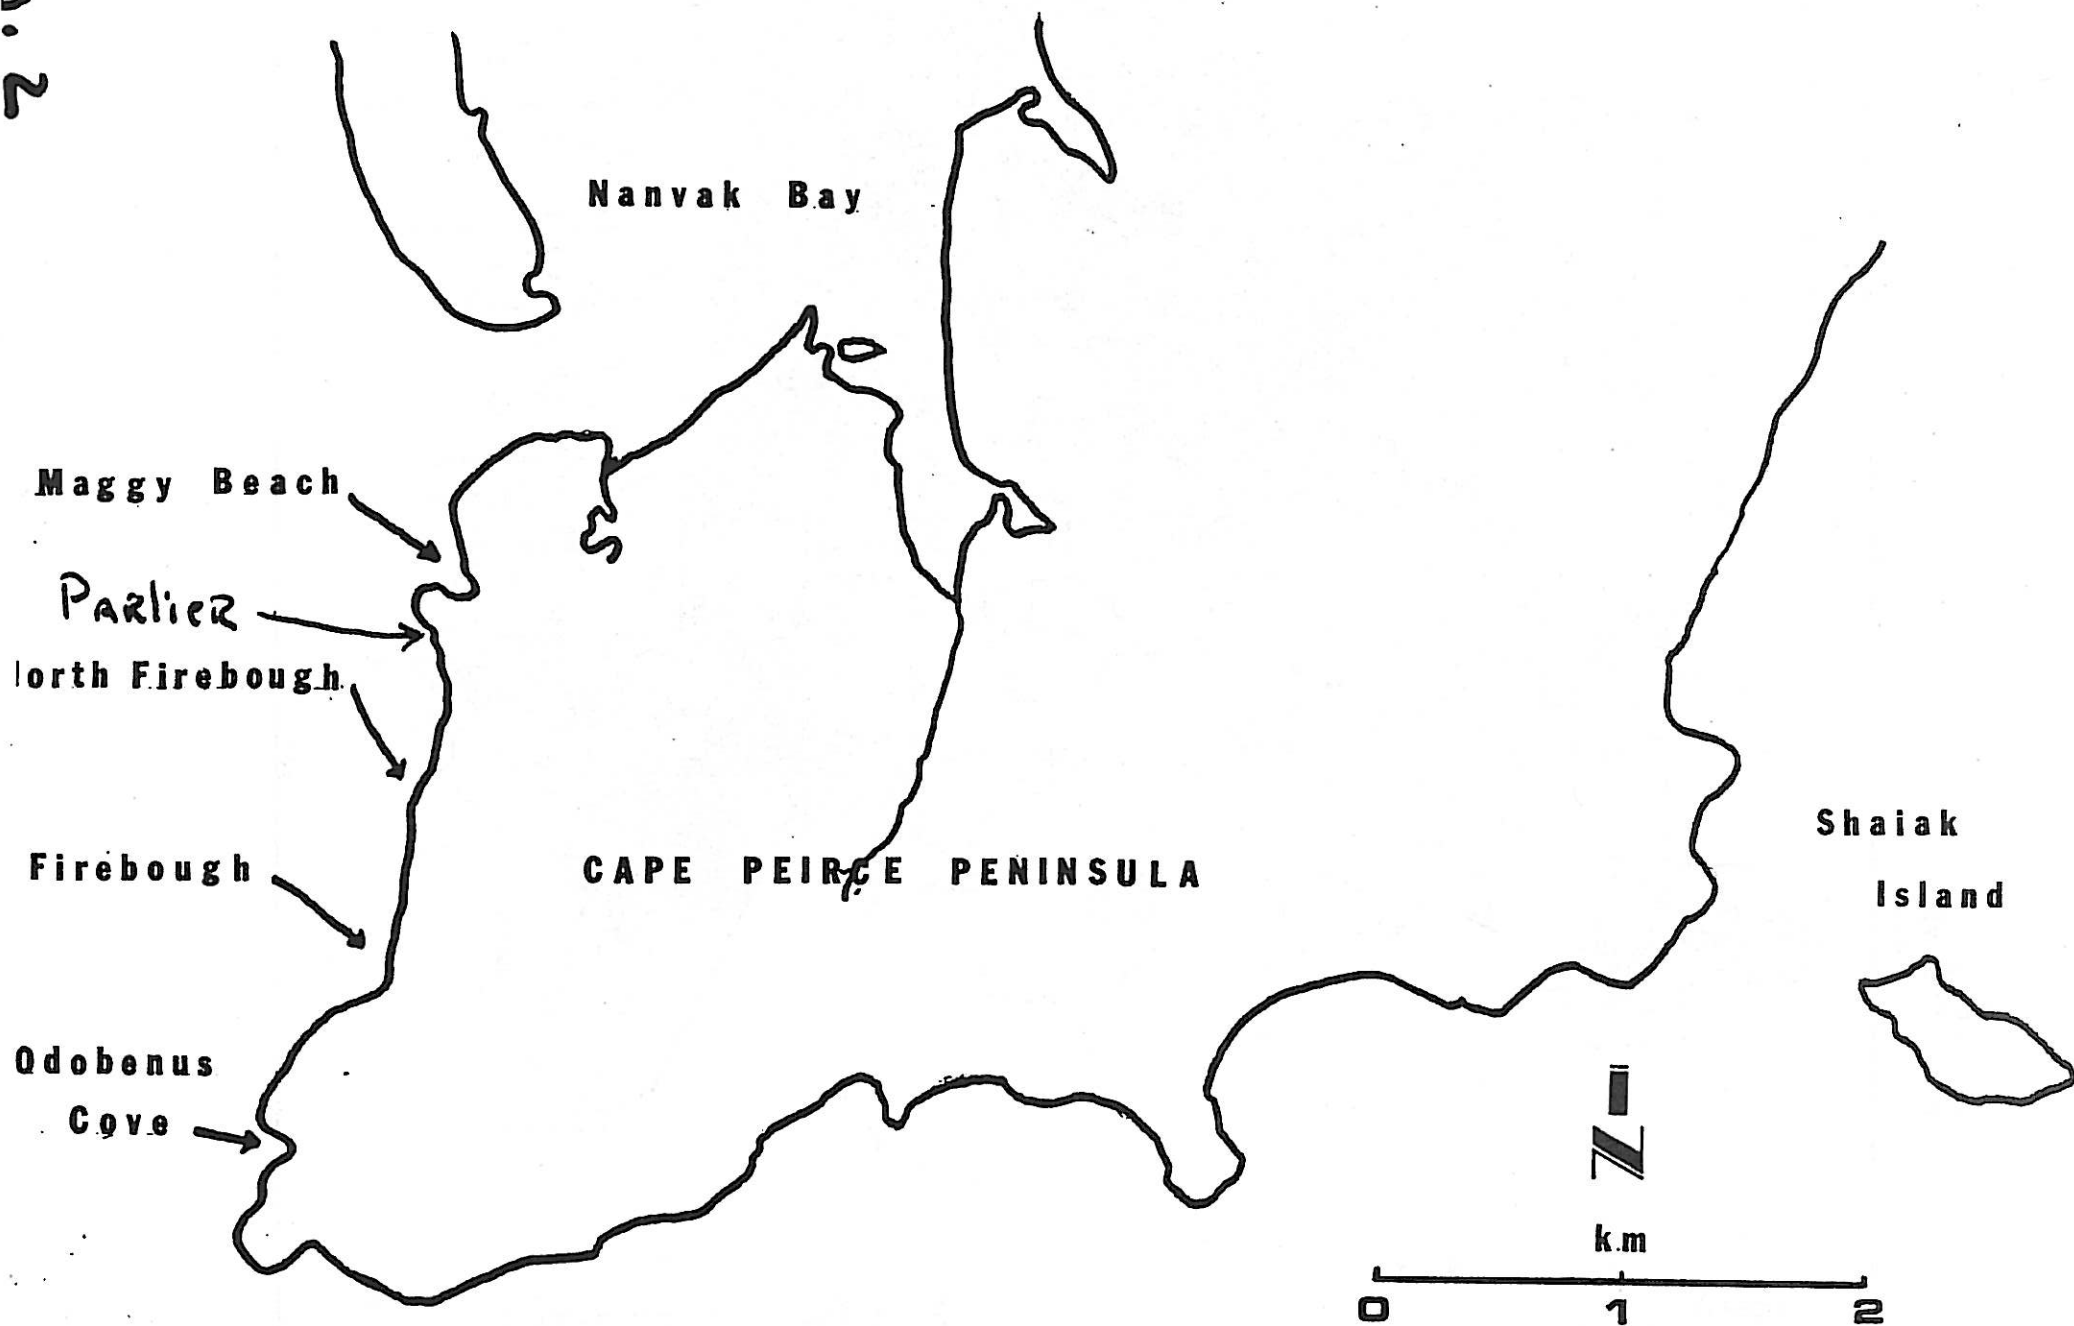 Nanvak Bay
Maggy Beach
Parlier
orth Firebough
Firebough
CAPE PEIRCE PENINSULA
Shaiak
Island
Odobenus
Cove
N
km
0 1 2